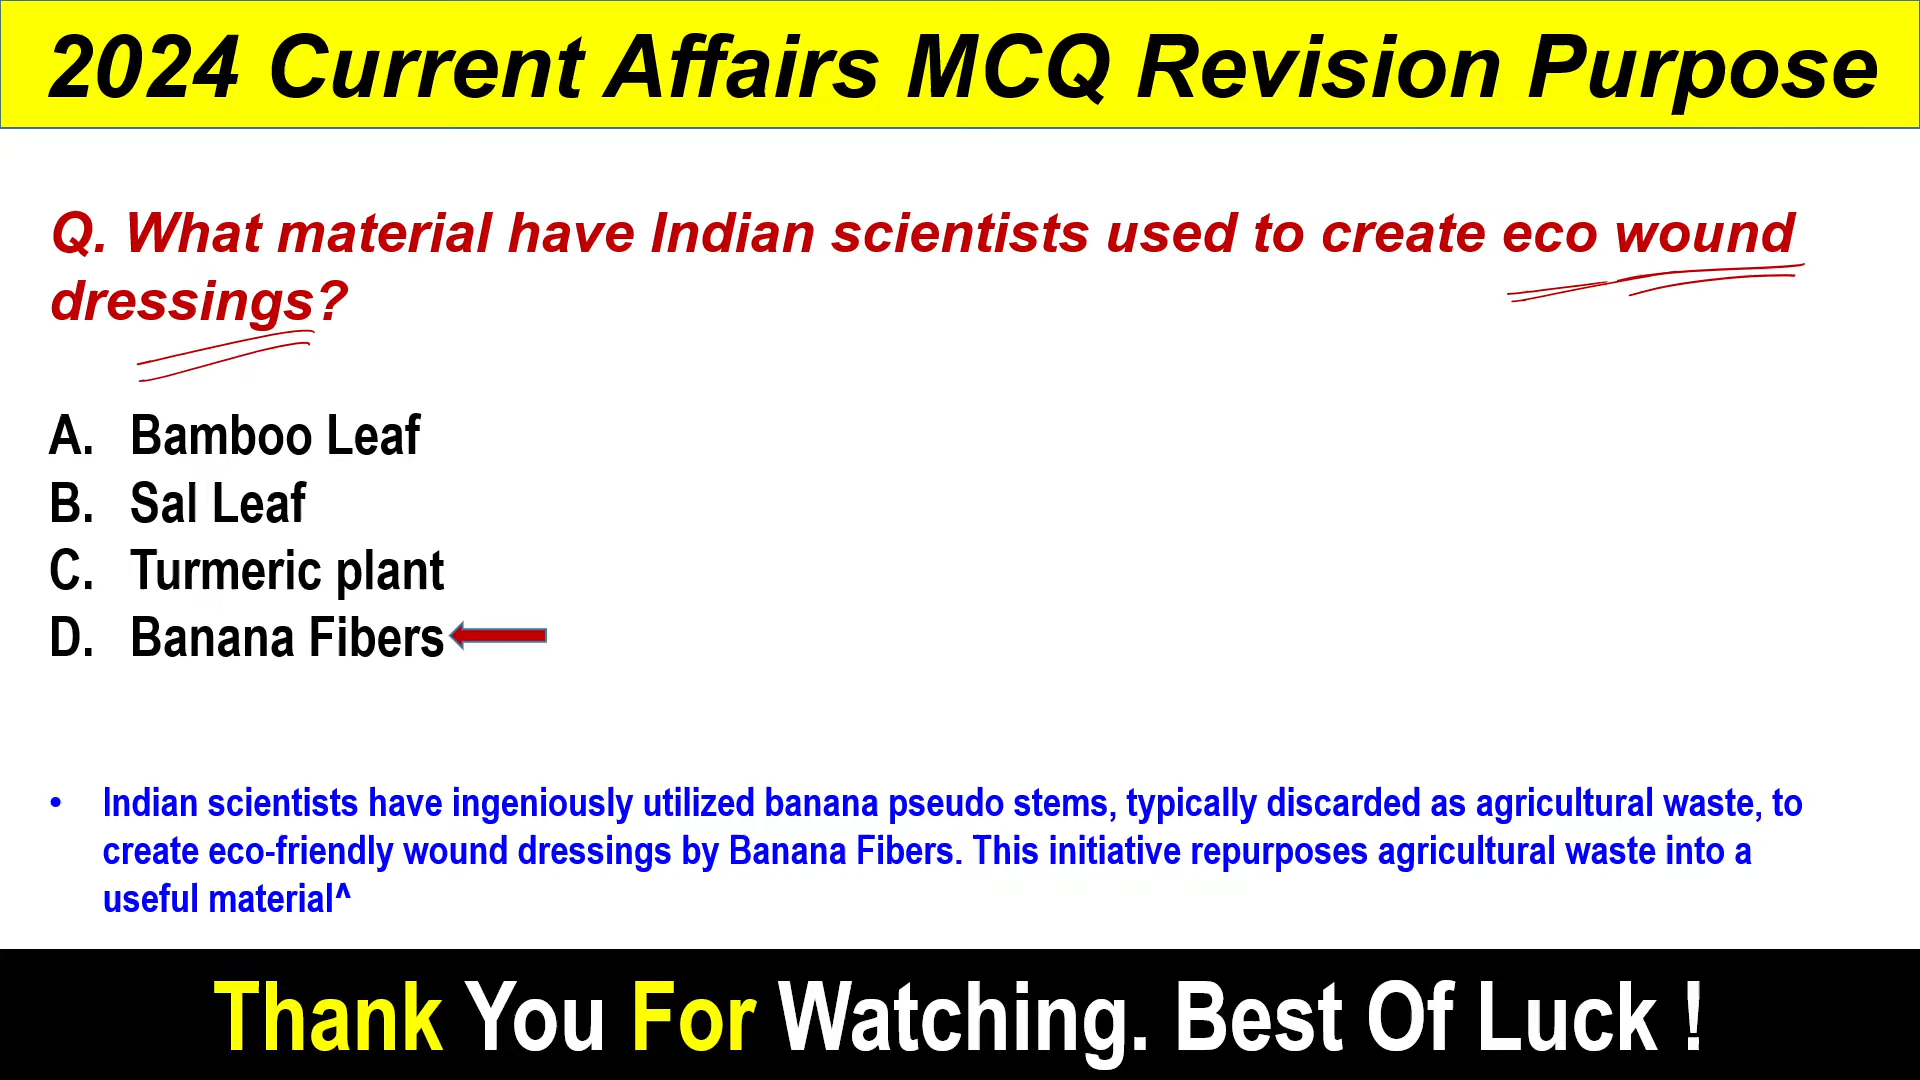 2024 Current Affairs MCQ Revision Purpose
Q. What material have Indian scientists used to create eco wound
dressings?
A. Bamboo Leaf
B. Sal Leaf
C. Turmeric plant
D. Banana Fibers
• Indian scientists have ingeniously utilized banana pseudo stems, typically discarded as agricultural waste, to
create eco-friendly wound dressings by Banana Fibers. This initiative repurposes agricultural waste into a
useful material^
Thank You For Watching. Best Of Luck !